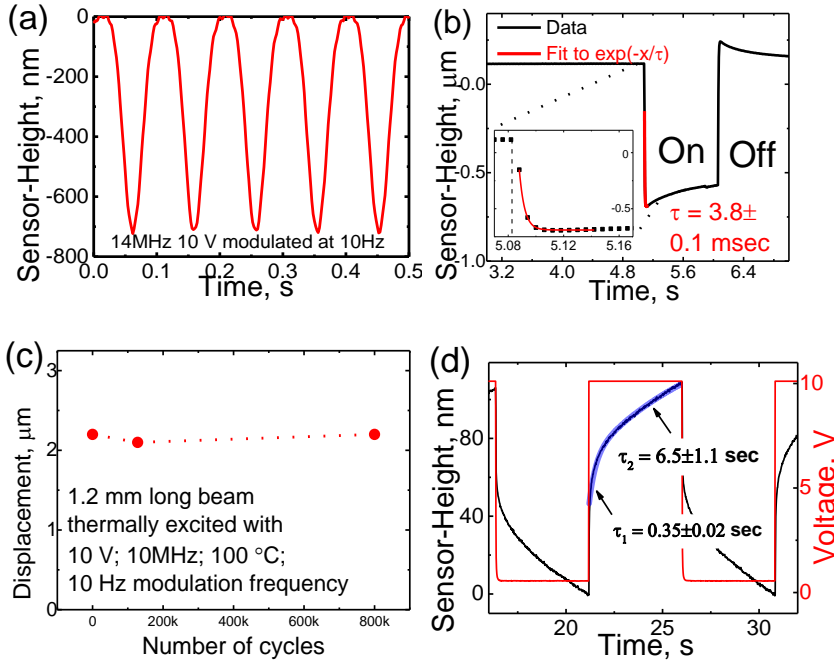 (a)
Sensor-Height, nm
0
-200
-400
-600
-800
14MHz 10 V modulated at 10Hz
0.0 0.1 0.2 0.3 0.4 0.5
Time, s
(b)
Sensor-Height, μm
Data
Fit to exp(-x/τ)
-0.0
-0.5
-1.0
On Off
0
-0.5
5.08 5.12 5.16
τ = 3.8±
0.1 msec
3.2 4.0 4.8 5.6 6.4
Time, s
(c)
Displacement, μm
3
2
1
0
1.2 mm long beam
thermally excited with
10 V; 10MHz; 100 °C;
10 Hz modulation frequency
0 200k 400k 600k 800k
Number of cycles
(d)
Sensor-Height, nm
80
40
0
τ2 = 6.5±1.1 sec
τ1 = 0.35±0.02 sec
10
5
0
Voltage, V
20 25 30
Time, s